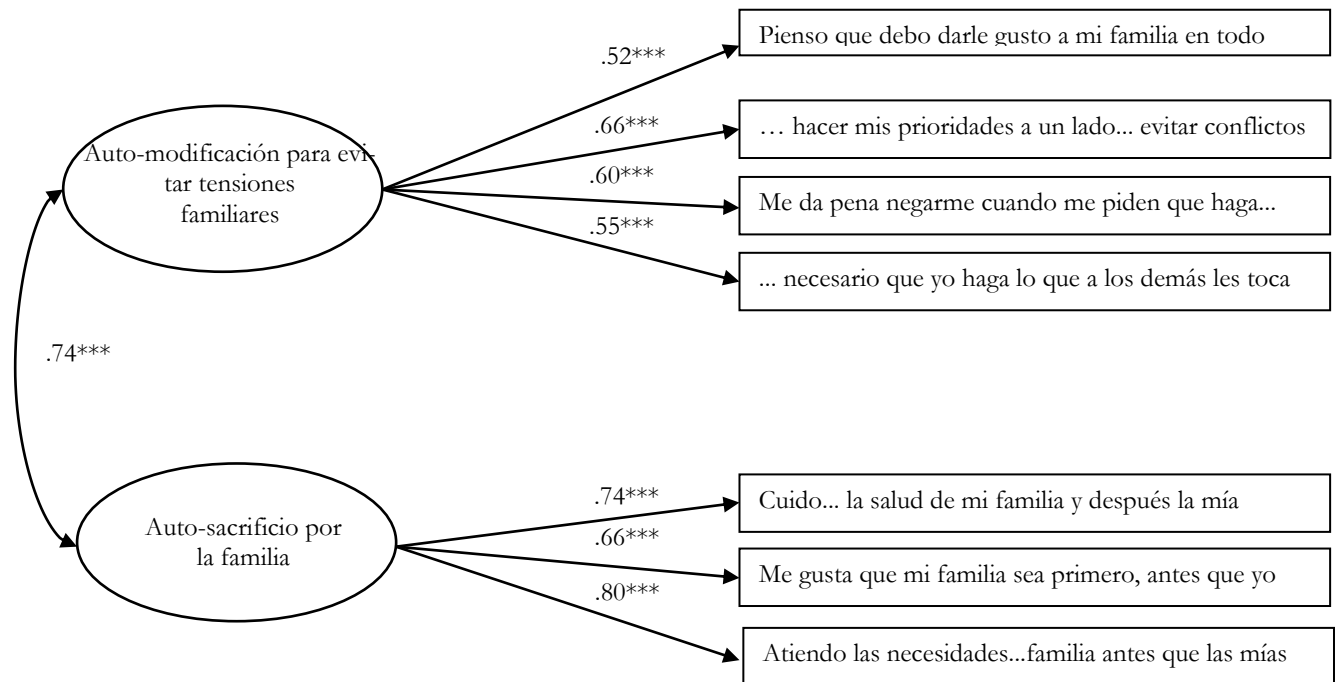 Pienso que debo darle gusto a mi familia en todo
.52***
… hacer mis prioridades a un lado... evitar conflictos
.66***
Auto-modificación para evi-
tar tensiones
familiares
.60***
Me da pena negarme cuando me piden que haga...
.55***
... necesario que yo haga lo que a los demás les toca
.74***
.74***
Cuido... la salud de mi familia y después la mía
Auto-sacrificio por
la familia
.66***
Me gusta que mi familia sea primero, antes que yo
.80***
Atiendo las necesidades...familia antes que las mías